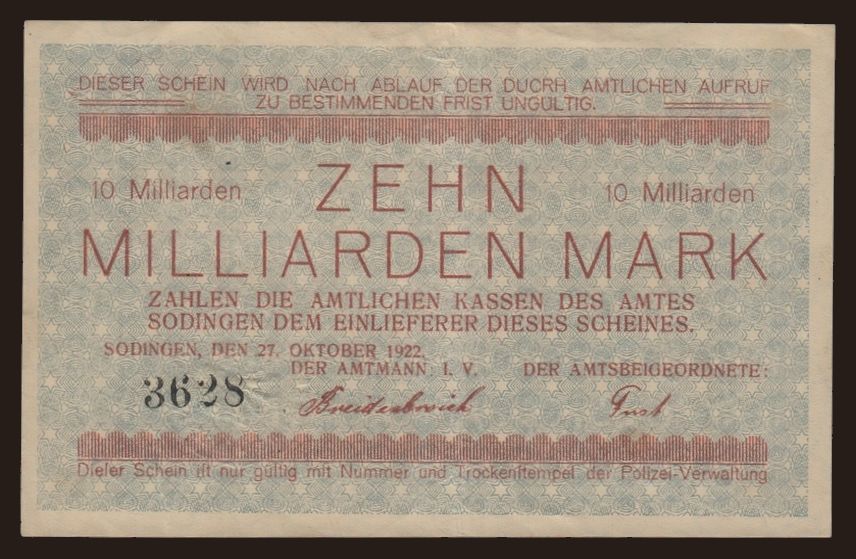 DIESER SCHEIN WIRD NACH ABLAUF DER DUCRH AMTLICHEN AUFRUF
ZU BESTIMMENDEN FRIST UNGÜLTIG.
10 Milliarden ZEHN 10 Milliarden
MILLIARDEN MARK
ZAHLEN DIE AMTLICHEN KASSEN DES AMTES
SODINGEN DEM EINLIEFERER DIESES SCHEINES.
SODINGEN, DEN 27. OKTOBER 1922.
DER AMTMANN I. V. DER AMTSBEIGEORDNETE:
3628
Dieſer Schein iſt nur gültig mit Nummer und Trockenſtempel der Polizei-Verwaltung